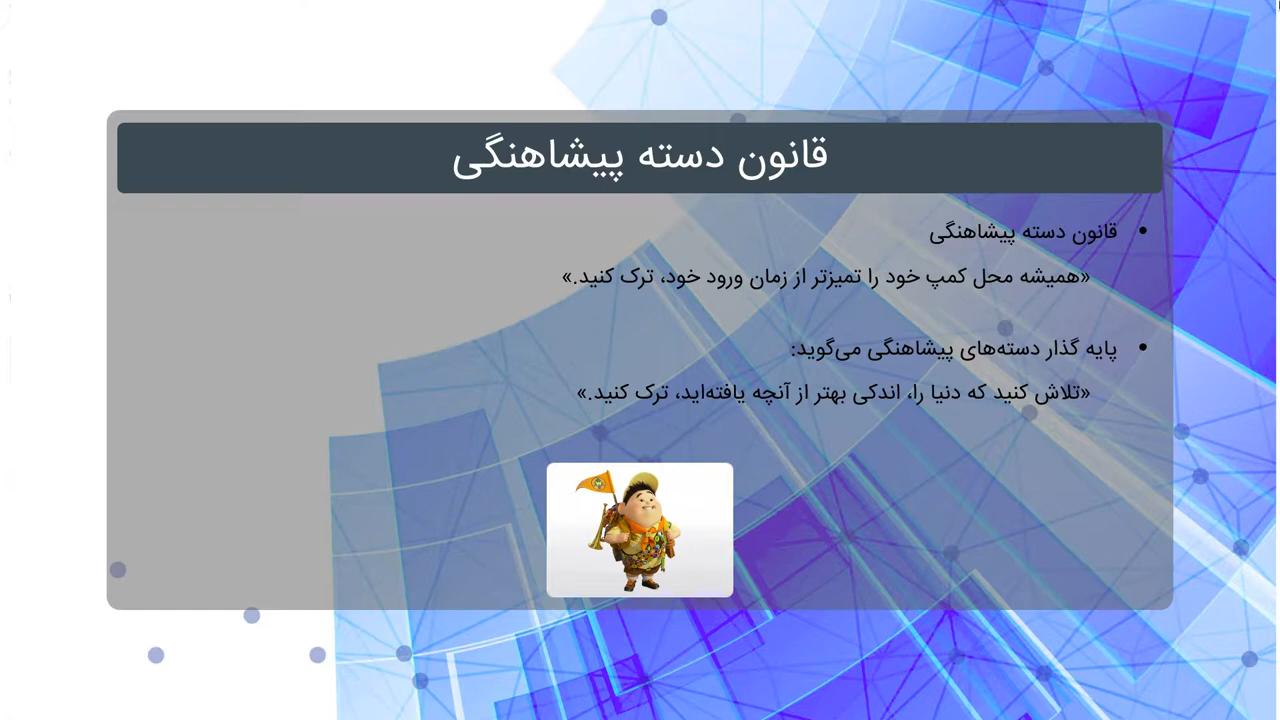 قانون دسته پیشاهنگی
• قانون دسته پیشاهنگی
«همیشه محل کمپ خود را تمیزتر از زمان ورود خود، ترک کنید.»
• پایه گذار دسته‌های پیشاهنگی می‌گوید:
«تلاش کنید که دنیا را، اندکی بهتر از آنچه یافته‌اید، ترک کنید.»